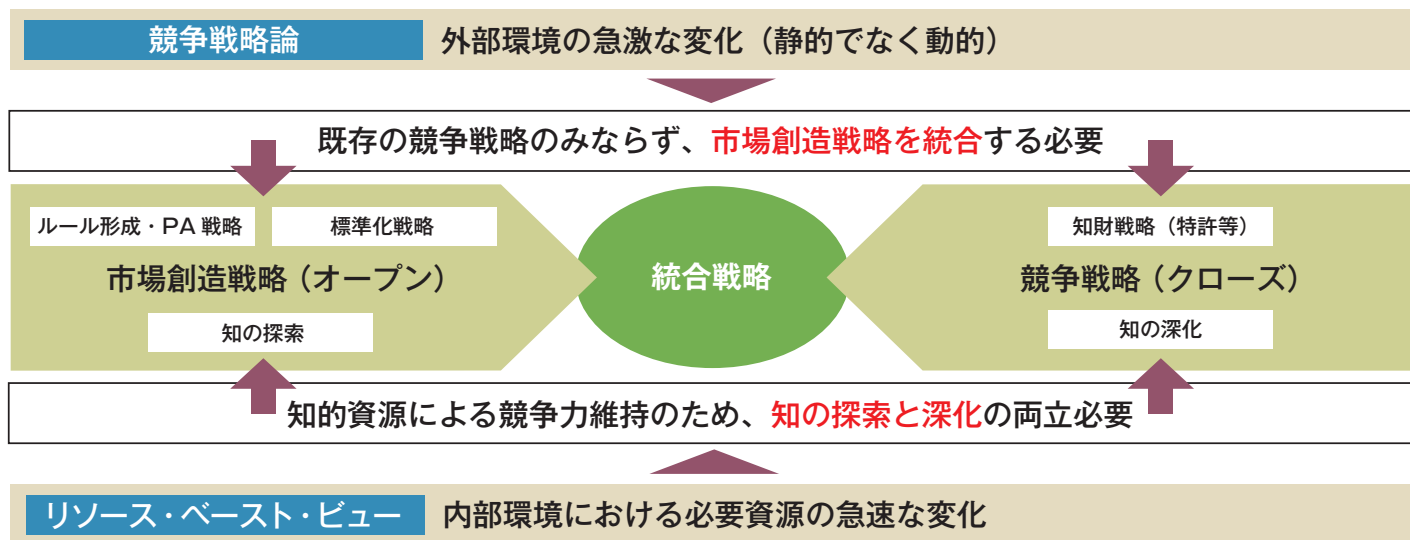 競争戦略論
外部環境の急激な変化（静的でなく動的）
既存の競争戦略のみならず、市場創造戦略を統合する必要
ルール形成・PA 戦略
標準化戦略
市場創造戦略（オープン）
知の探索
統合戦略
知財戦略（特許等）
競争戦略（クローズ）
知の深化
知的資源による競争力維持のため、知の探索と深化の両立必要
リソース・ベースト・ビュー
内部環境における必要資源の急速な変化